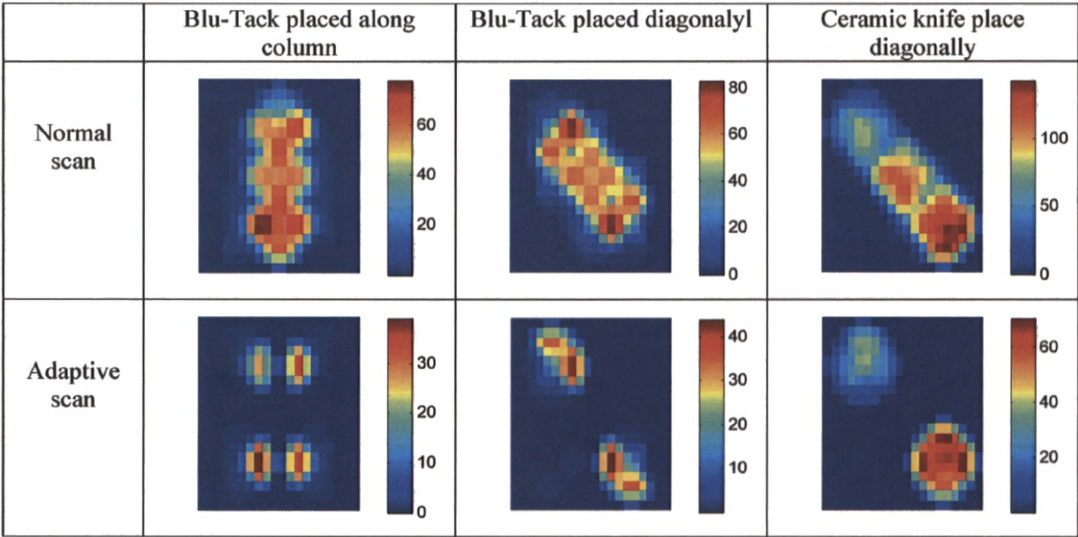 Blu-Tack placed along
column
Blu-Tack placed diagonalyl
Ceramic knife place
diagonally
Normal
scan
60
40
20
80
60
40
20
0
100
50
0
Adaptive
scan
30
20
10
0
40
30
20
10
60
40
20